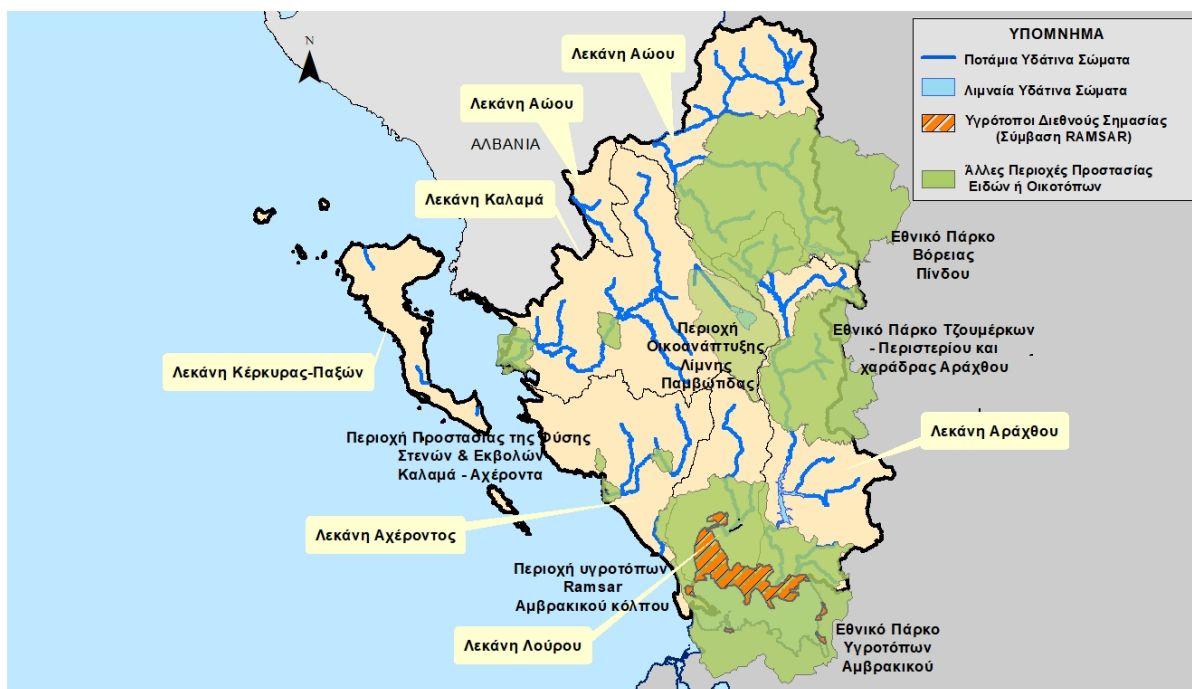 ΥΠΟΜΝΗΜΑ
Ποτάμια Υδάτινα Σώματα
Λιμναία Υδάτινα Σώματα
Υγρότοποι Διεθνούς Σημασίας
(Σύμβαση RAMSAR)
Άλλες Περιοχές Προστασίας
Ειδών ή Οικοτόπων
N
Λεκάνη Αώου
Λεκάνη Αώου
ΑΛΒΑΝΙΑ
Λεκάνη Καλαμά
Εθνικό Πάρκο
Βόρειας
Πίνδου
Περιοχή
Οικοανάπτυξης
Λίμνης
Παμβώτιδας
Εθνικό Πάρκο Τζουμέρκων
- Περιστερίου και
χαράδρας Αράχθου
Λεκάνη Κέρκυρας-Παξών
Λεκάνη Αράχθου
Περιοχή Προστασίας της Φύσης
Στενών & Εκβολών
Καλαμά - Αχέροντα
Λεκάνη Αχέροντος
Περιοχή υγροτόπων
Ramsar
Αμβρακικού κόλπου
Λεκάνη Λούρου
Εθνικό Πάρκο
Υγροτόπων
Αμβρακικού